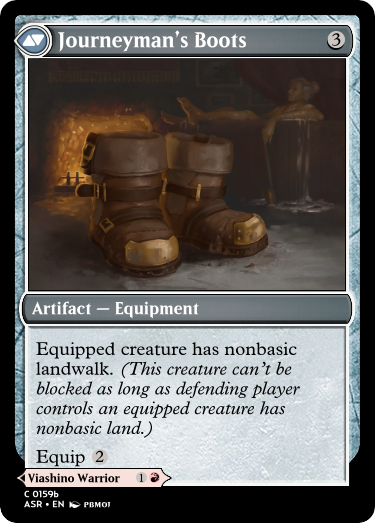 Journeyman's Boots 3
Artifact — Equipment
Equipped creature has nonbasic
landwalk. (This creature can't be
blocked as long as defending player
controls an equipped creature has
nonbasic land.)
Equip 2
Viashino Warrior 1
C 0159b
ASR • EN PBMOI